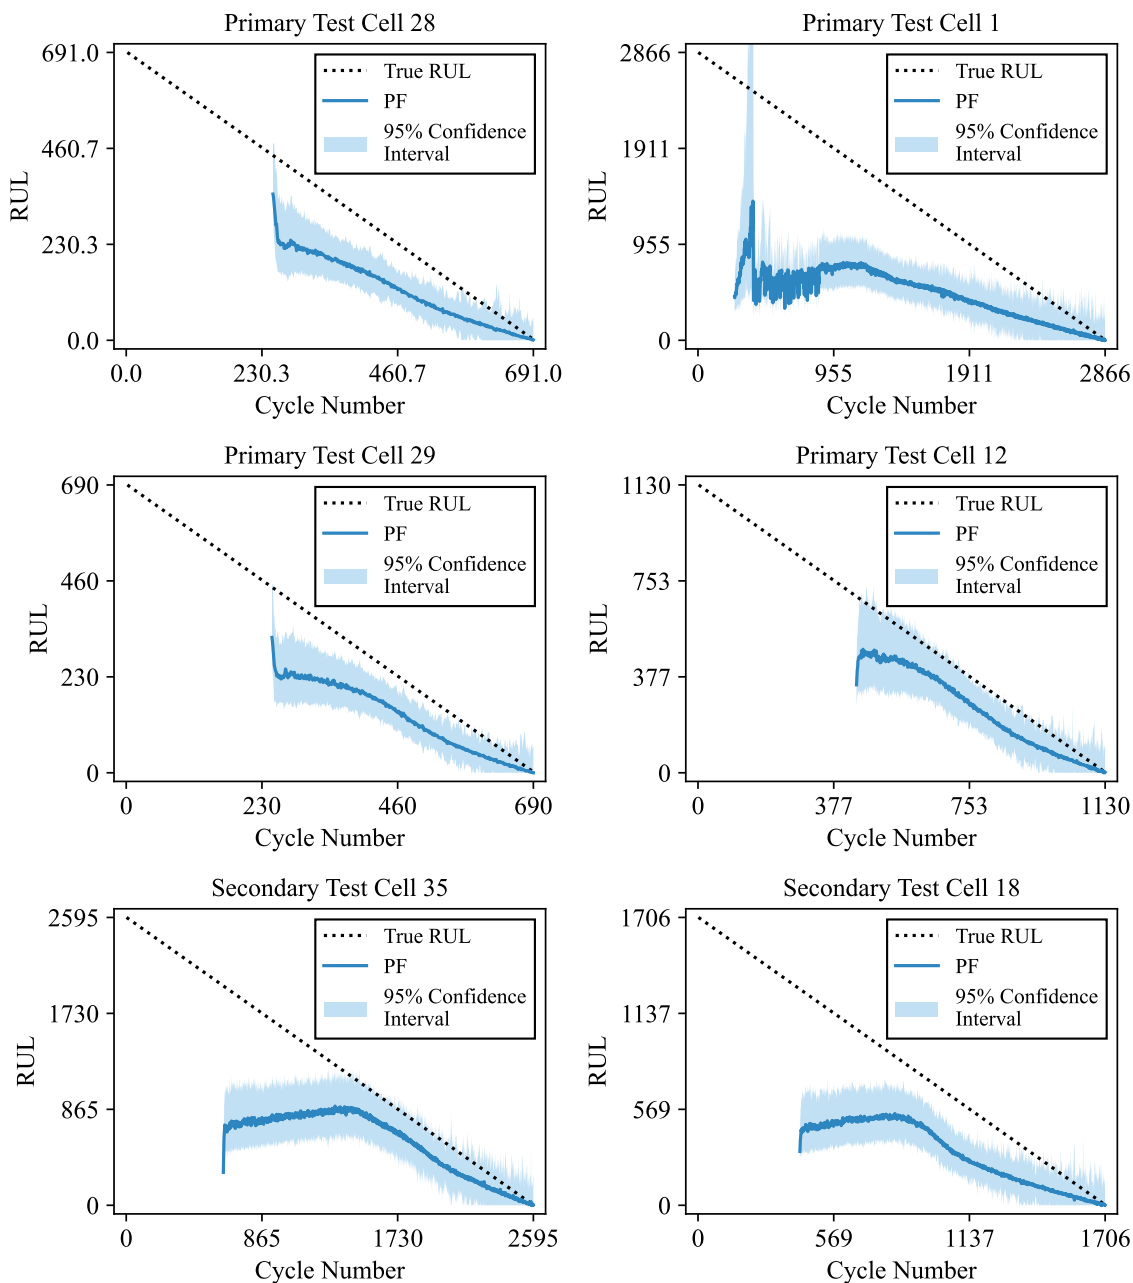 Primary Test Cell 28
691.0
460.7
230.3
0.0
RUL
True RUL
PF
95% Confidence
Interval
0.0
230.3
460.7
691.0
Cycle Number
Primary Test Cell 1
2866
1911
955
0
RUL
True RUL
PF
95% Confidence
Interval
0
955
1911
2866
Cycle Number
Primary Test Cell 29
690
460
230
0
RUL
True RUL
PF
95% Confidence
Interval
0
230
460
690
Cycle Number
Primary Test Cell 12
1130
753
377
0
RUL
True RUL
PF
95% Confidence
Interval
0
377
753
1130
Cycle Number
Secondary Test Cell 35
2595
1730
865
0
RUL
True RUL
PF
95% Confidence
Interval
0
865
1730
2595
Cycle Number
Secondary Test Cell 18
1706
1137
569
0
RUL
True RUL
PF
95% Confidence
Interval
0
569
1137
1706
Cycle Number